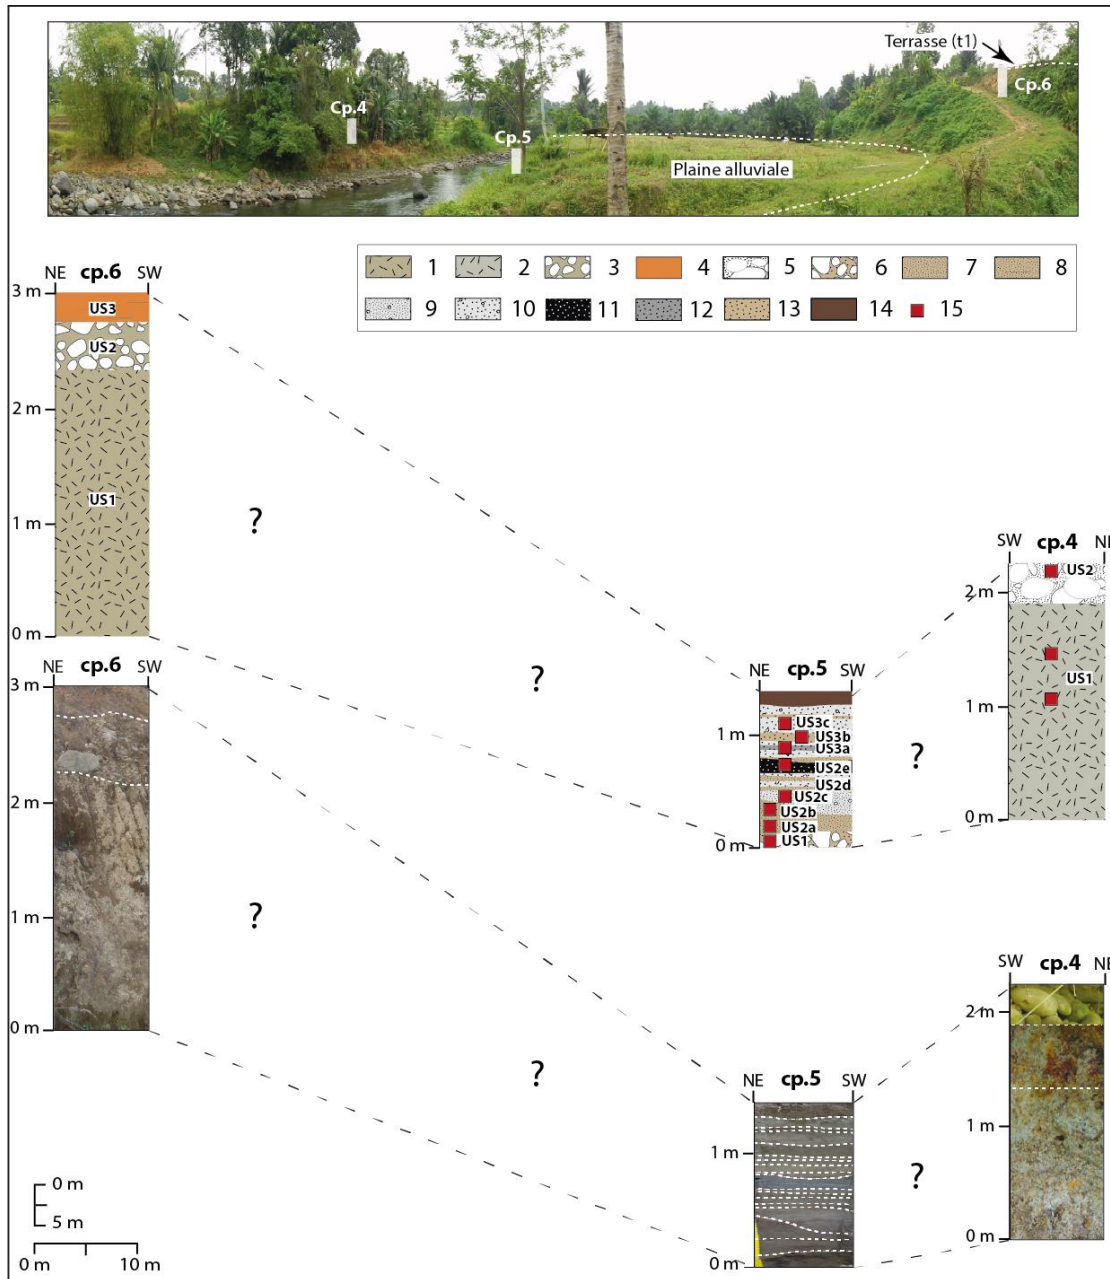 Terrasse (t1)
Cp.4
Cp.5
Cp.6
Plaine alluviale
1 2 3 4 5 6 7 8
9 10 11 12 13 14 15
NE cp.6 SW
3 m
US3
US2
2 m
US1
1 m
0 m
?
?
?
SW cp.4 NE
US2
2 m
US1
1 m
0 m
NE cp.5 SW
US3c
1 m
US3b
US3a
US2e
US2d
US2c
US2b
US2a
US1
0 m
NE cp.6 SW
3 m
2 m
1 m
0 m
?
?
?
SW cp.4 NE
2 m
1 m
0 m
NE cp.5 SW
1 m
0 m
0 m
5 m
0 m 10 m